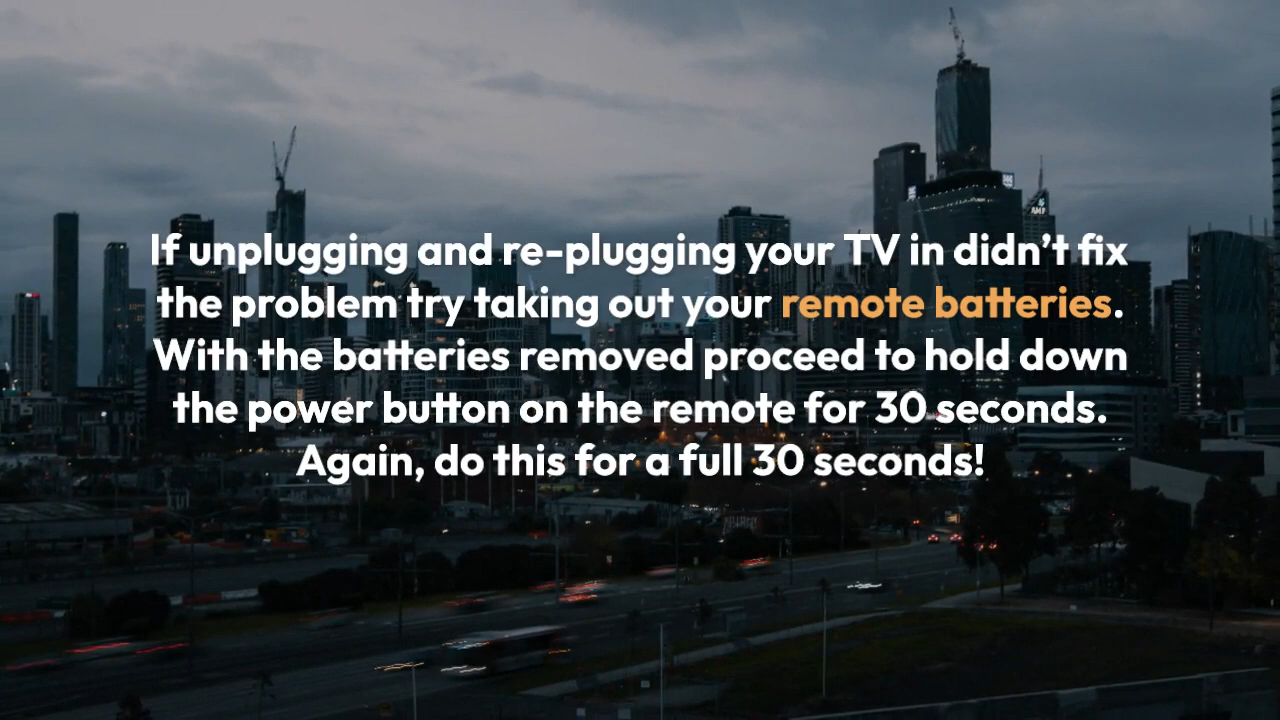 If unplugging and re-plugging your TV in didn’t fix
the problem try taking out your remote batteries.
With the batteries removed proceed to hold down
the power button on the remote for 30 seconds.
Again, do this for a full 30 seconds!